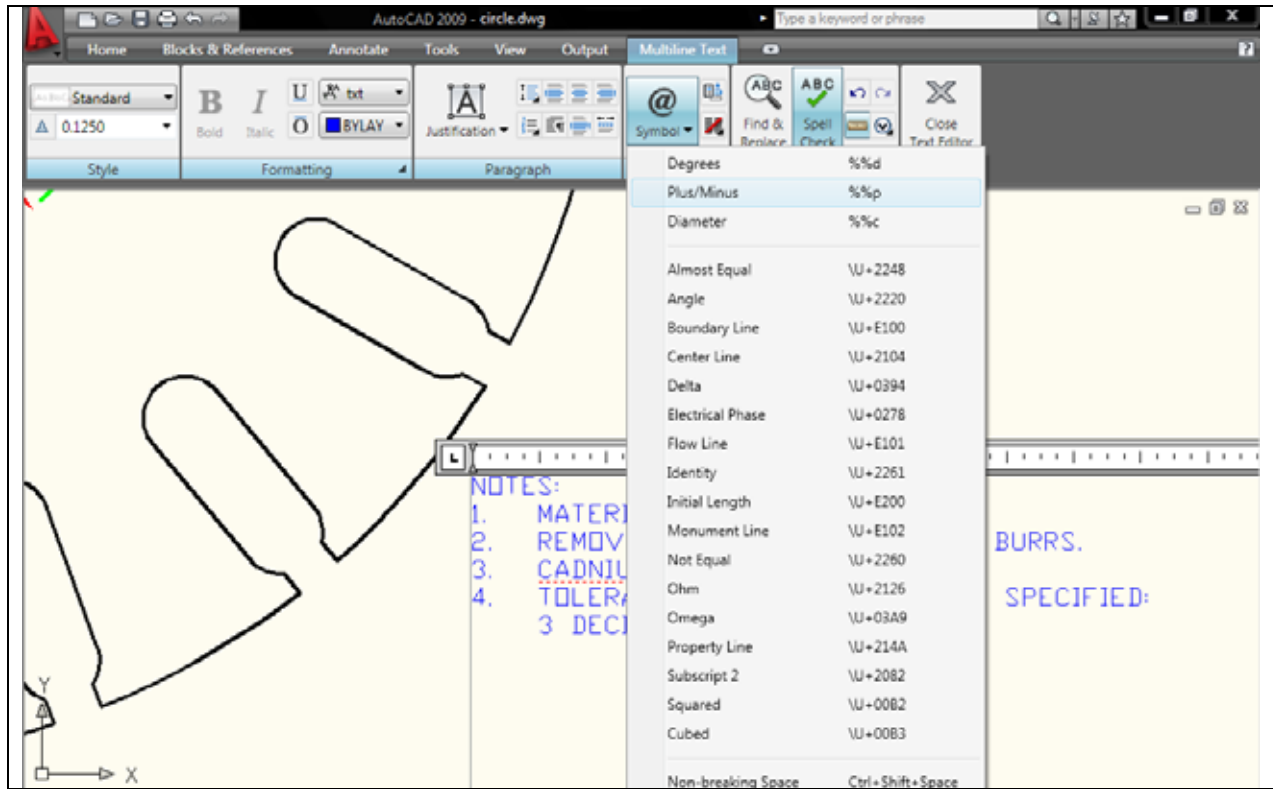 AutoCAD 2009 - circle.dwg Type a keyword or phrase
Home Blocks & References Annotate Tools View Output Multiline Text
Standard B I U txt Justification @ Symbol ABC Find & Replace ABC Spell Check Close Text Editor
0.1250 Bold Italic O BYLAY
Style Formatting Paragraph
Degrees %%d
Plus/Minus %%p
Diameter %%c
Almost Equal \U+2248
Angle \U+2220
Boundary Line \U+E100
Center Line \U+2104
Delta \U+0394
Electrical Phase \U+0278
Flow Line \U+E101
Identity \U+2261
Initial Length \U+E200
Monument Line \U+E102
Not Equal \U+2260
Ohm \U+2126
Omega \U+03A9
Property Line \U+214A
Subscript 2 \U+2082
Squared \U+00B2
Cubed \U+00B3
Non-breaking Space Ctrl+Shift+Space
NOTES:
1. MATERI
2. REMOV BURRS.
3. CADNIU
4. TOLERA SPECIFIED:
3 DECI
Y
X